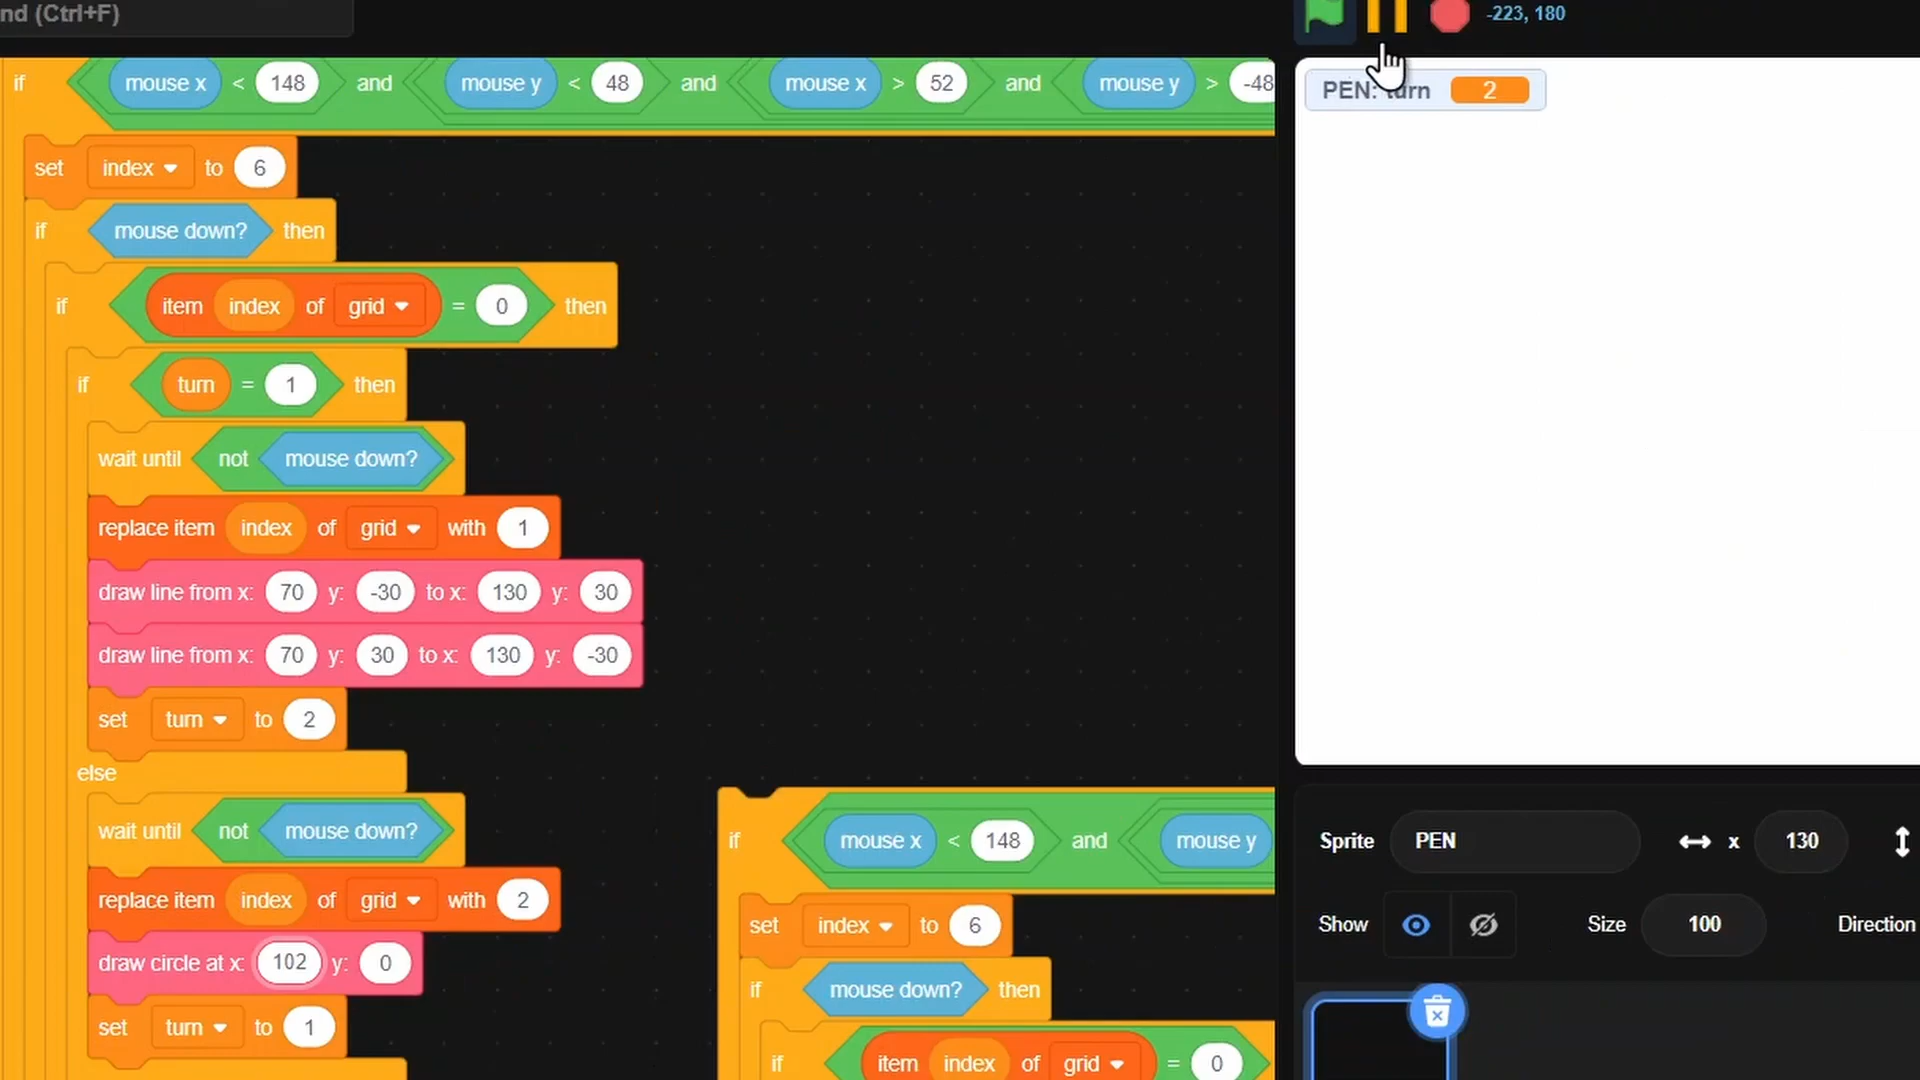 nd (Ctrl+F)
-223, 180
if mouse x < 148 and mouse y < 48 and mouse x > 52 and mouse y > -48
PEN: turn 2
set index to 6
if mouse down? then
if item index of grid = 0 then
if turn = 1 then
wait until not mouse down?
replace item index of grid with 1
draw line from x: 70 y: -30 to x: 130 y: 30
draw line from x: 70 y: 30 to x: 130 y: -30
set turn to 2
else
wait until not mouse down?
replace item index of grid with 2
draw circle at x: 102 y: 0
set turn to 1
if mouse x < 148 and mouse y
set index to 6
if mouse down? then
if item index of grid = 0
Sprite PEN x 130
Show Size 100 Direction